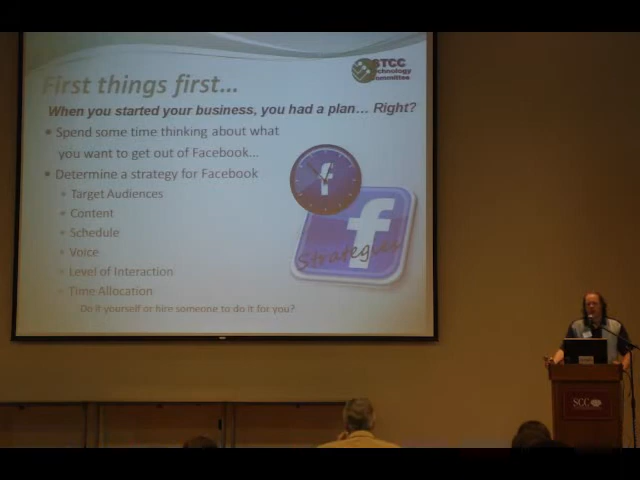 First things first...
STCC
Technology
Committee
When you started your business, you had a plan... Right?
Spend some time thinking about what
you want to get out of Facebook...
Determine a strategy for Facebook
Target Audiences
Content
Schedule
Voice
Level of Interaction
Time Allocation
Do it yourself or hire someone to do it for you?
f
f
Strategies
SCC